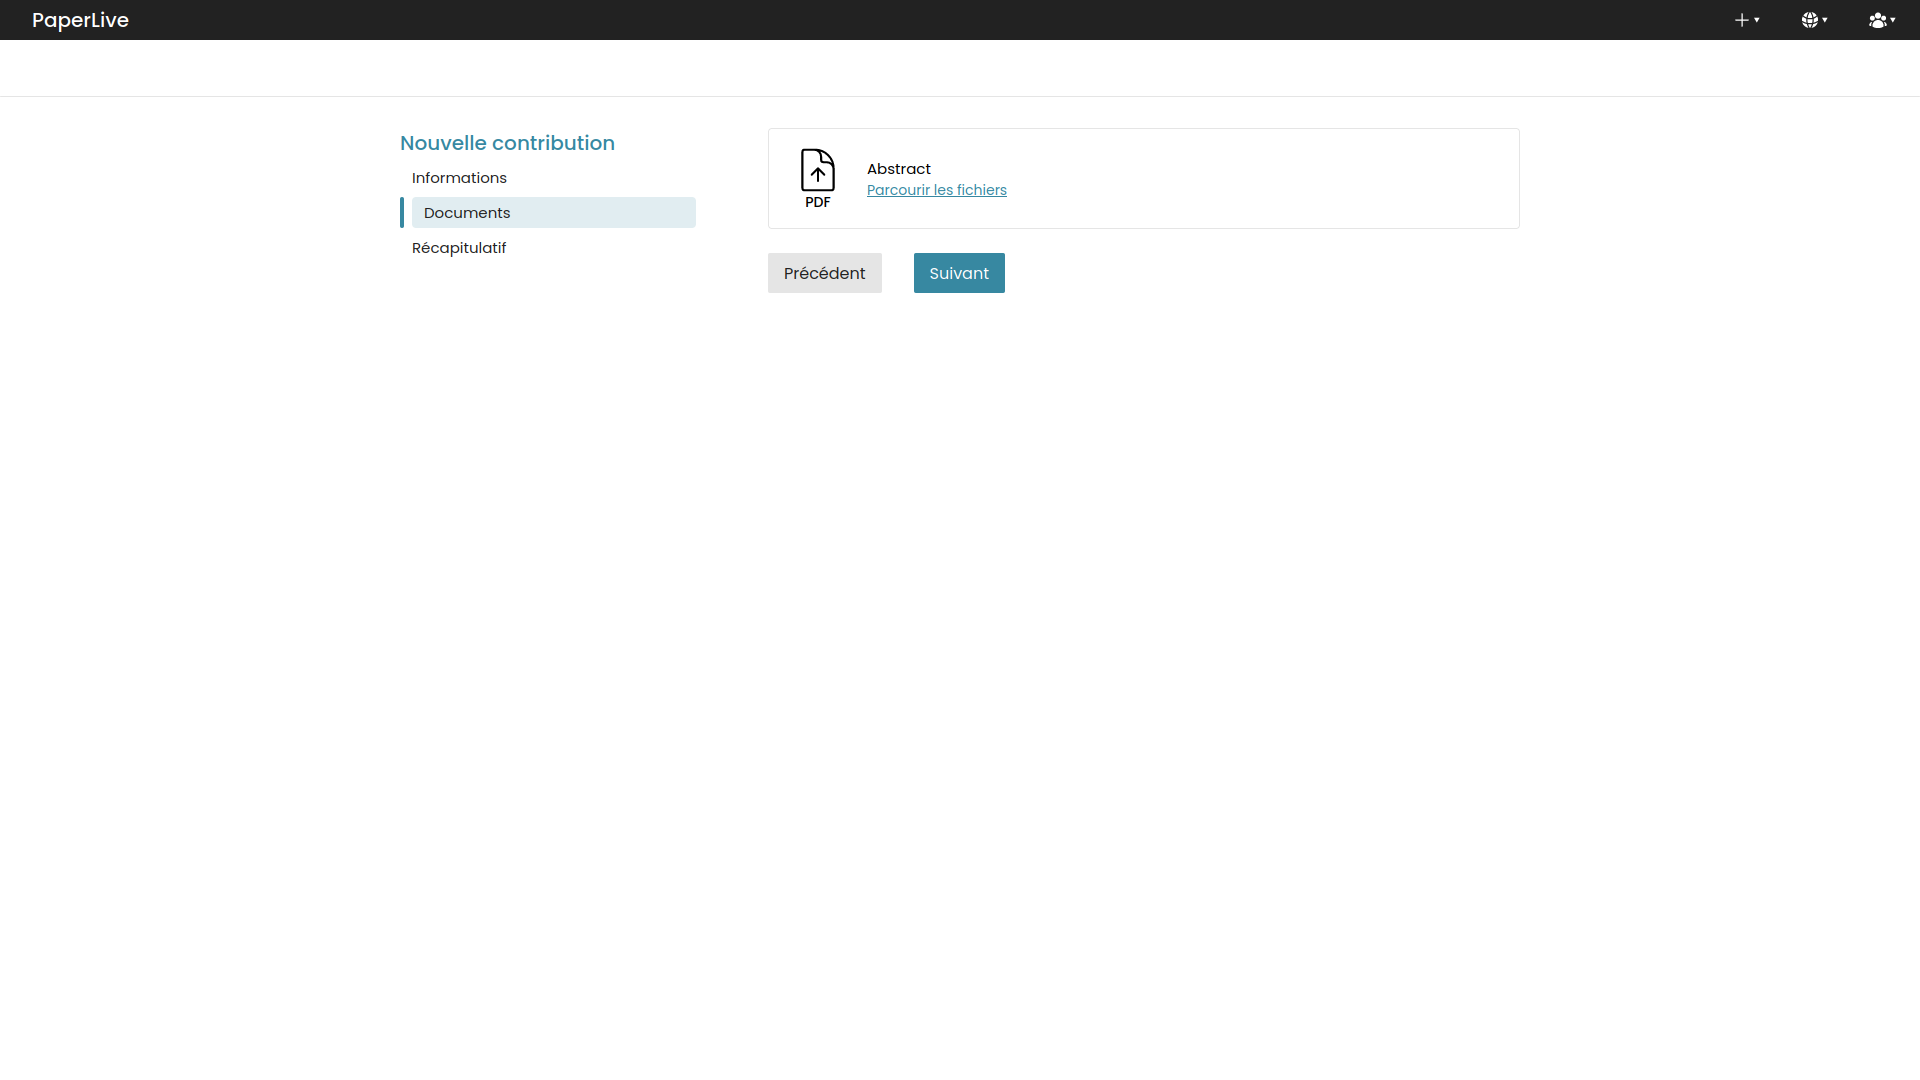 PaperLive
Nouvelle contribution
Informations
Documents
Récapitulatif
PDF
Abstract
Parcourir les fichiers
Précédent
Suivant